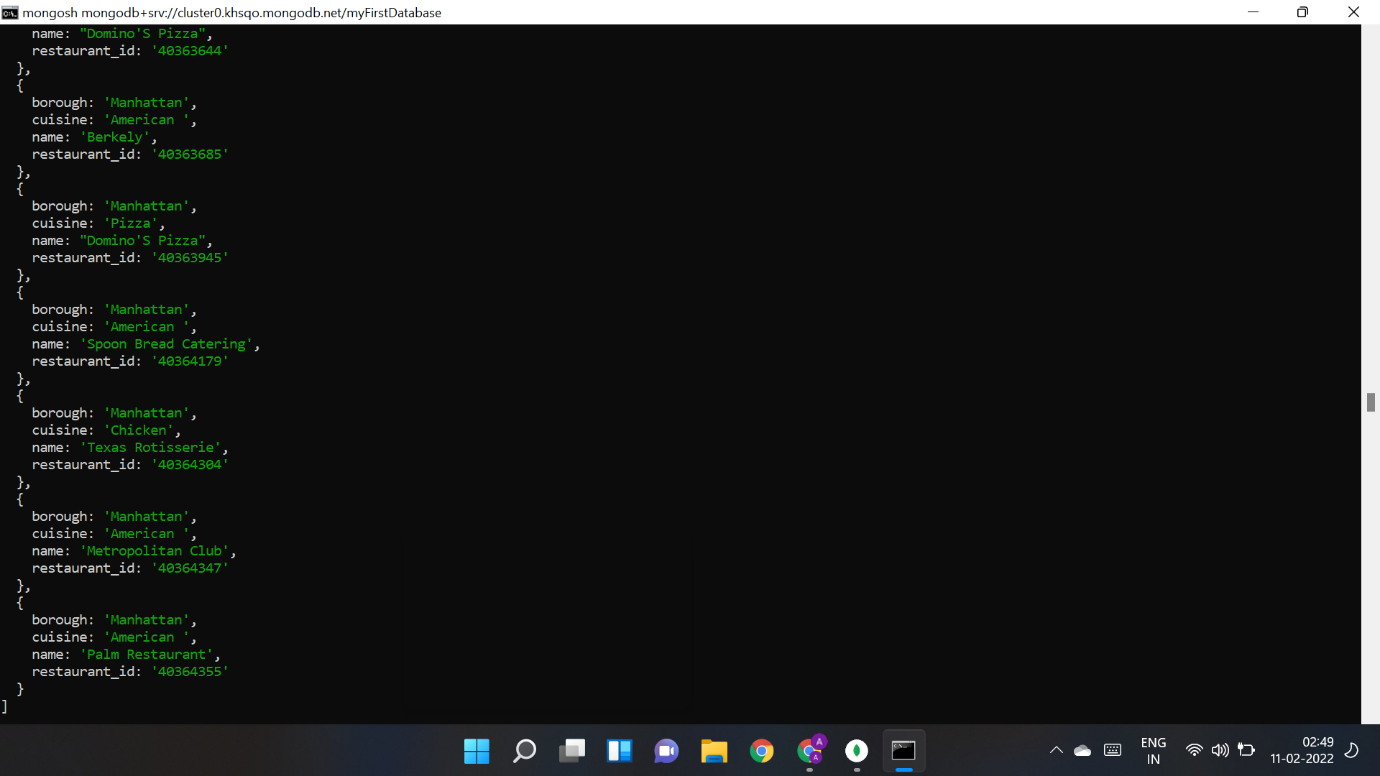 mongosh mongodb+srv://cluster0.khsqo.mongodb.net/myFirstDatabase
name: "Domino'S Pizza",
restaurant_id: '40363644'
},
{
borough: 'Manhattan',
cuisine: 'American ',
name: 'Berkely',
restaurant_id: '40363685'
},
{
borough: 'Manhattan',
cuisine: 'Pizza',
name: "Domino'S Pizza",
restaurant_id: '40363945'
},
{
borough: 'Manhattan',
cuisine: 'American ',
name: 'Spoon Bread Catering',
restaurant_id: '40364179'
},
{
borough: 'Manhattan',
cuisine: 'Chicken',
name: 'Texas Rotisserie',
restaurant_id: '40364304'
},
{
borough: 'Manhattan',
cuisine: 'American ',
name: 'Metropolitan Club',
restaurant_id: '40364347'
},
{
borough: 'Manhattan',
cuisine: 'American ',
name: 'Palm Restaurant',
restaurant_id: '40364355'
}
]
A
A
ENG
IN
02:49
11-02-2022